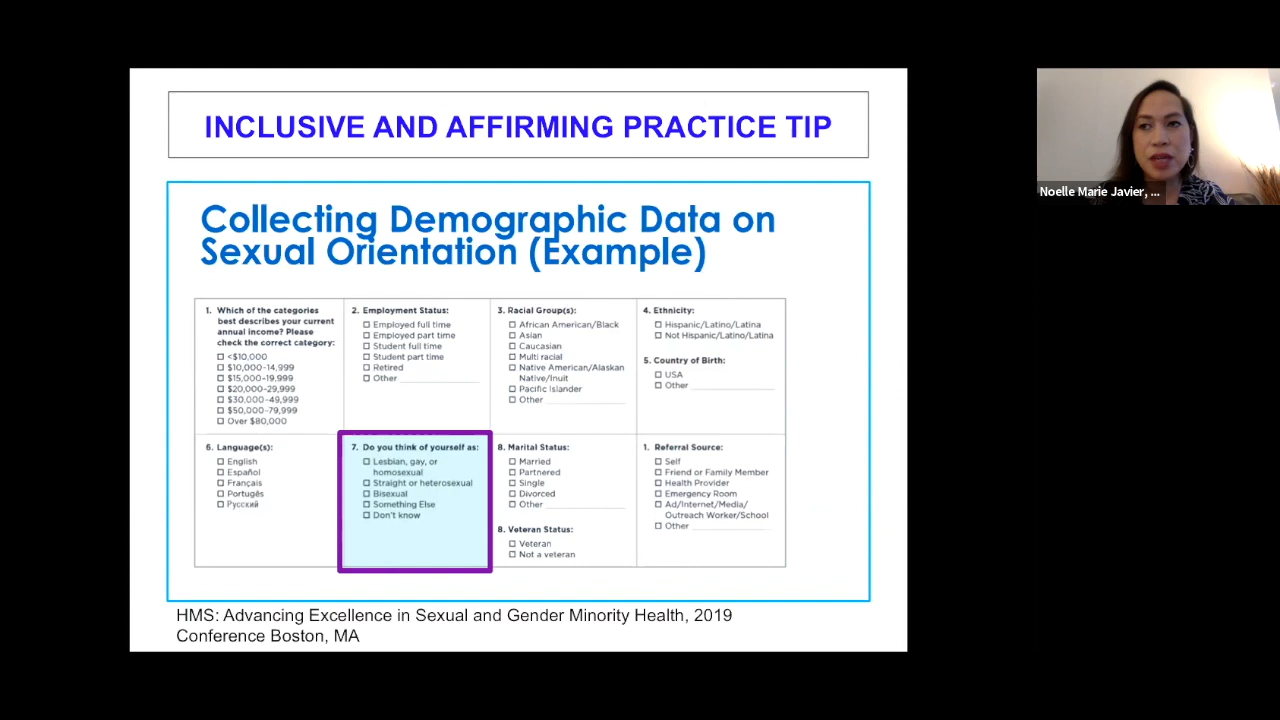 INCLUSIVE AND AFFIRMING PRACTICE TIP
Collecting Demographic Data on
Sexual Orientation (Example)
1. Which of the categories
best describes your current
annual income? Please
check the correct category:
<$10,000
$10,000–14,999
$15,000–19,999
$20,000–29,999
$30,000–49,999
$50,000–79,999
Over $80,000
2. Employment Status:
Employed full time
Employed part time
Student full time
Student part time
Retired
Other
3. Racial Group(s):
African American/Black
Asian
Caucasian
Multi racial
Native American/Alaskan
Native/Inuit
Pacific Islander
Other
4. Ethnicity:
Hispanic/Latino/Latina
Not Hispanic/Latino/Latina
5. Country of Birth:
USA
Other
6. Language(s):
English
Español
Français
Portugês
Русский
7. Do you think of yourself as:
Lesbian, gay, or
homosexual
Straight or heterosexual
Bisexual
Something Else
Don't know
8. Marital Status:
Married
Partnered
Single
Divorced
Other
8. Veteran Status:
Veteran
Not a veteran
1. Referral Source:
Self
Friend or Family Member
Health Provider
Emergency Room
Ad/Internet/Media/
Outreach Worker/School
Other
HMS: Advancing Excellence in Sexual and Gender Minority Health, 2019
Conference Boston, MA
Noelle Marie Javier, ...